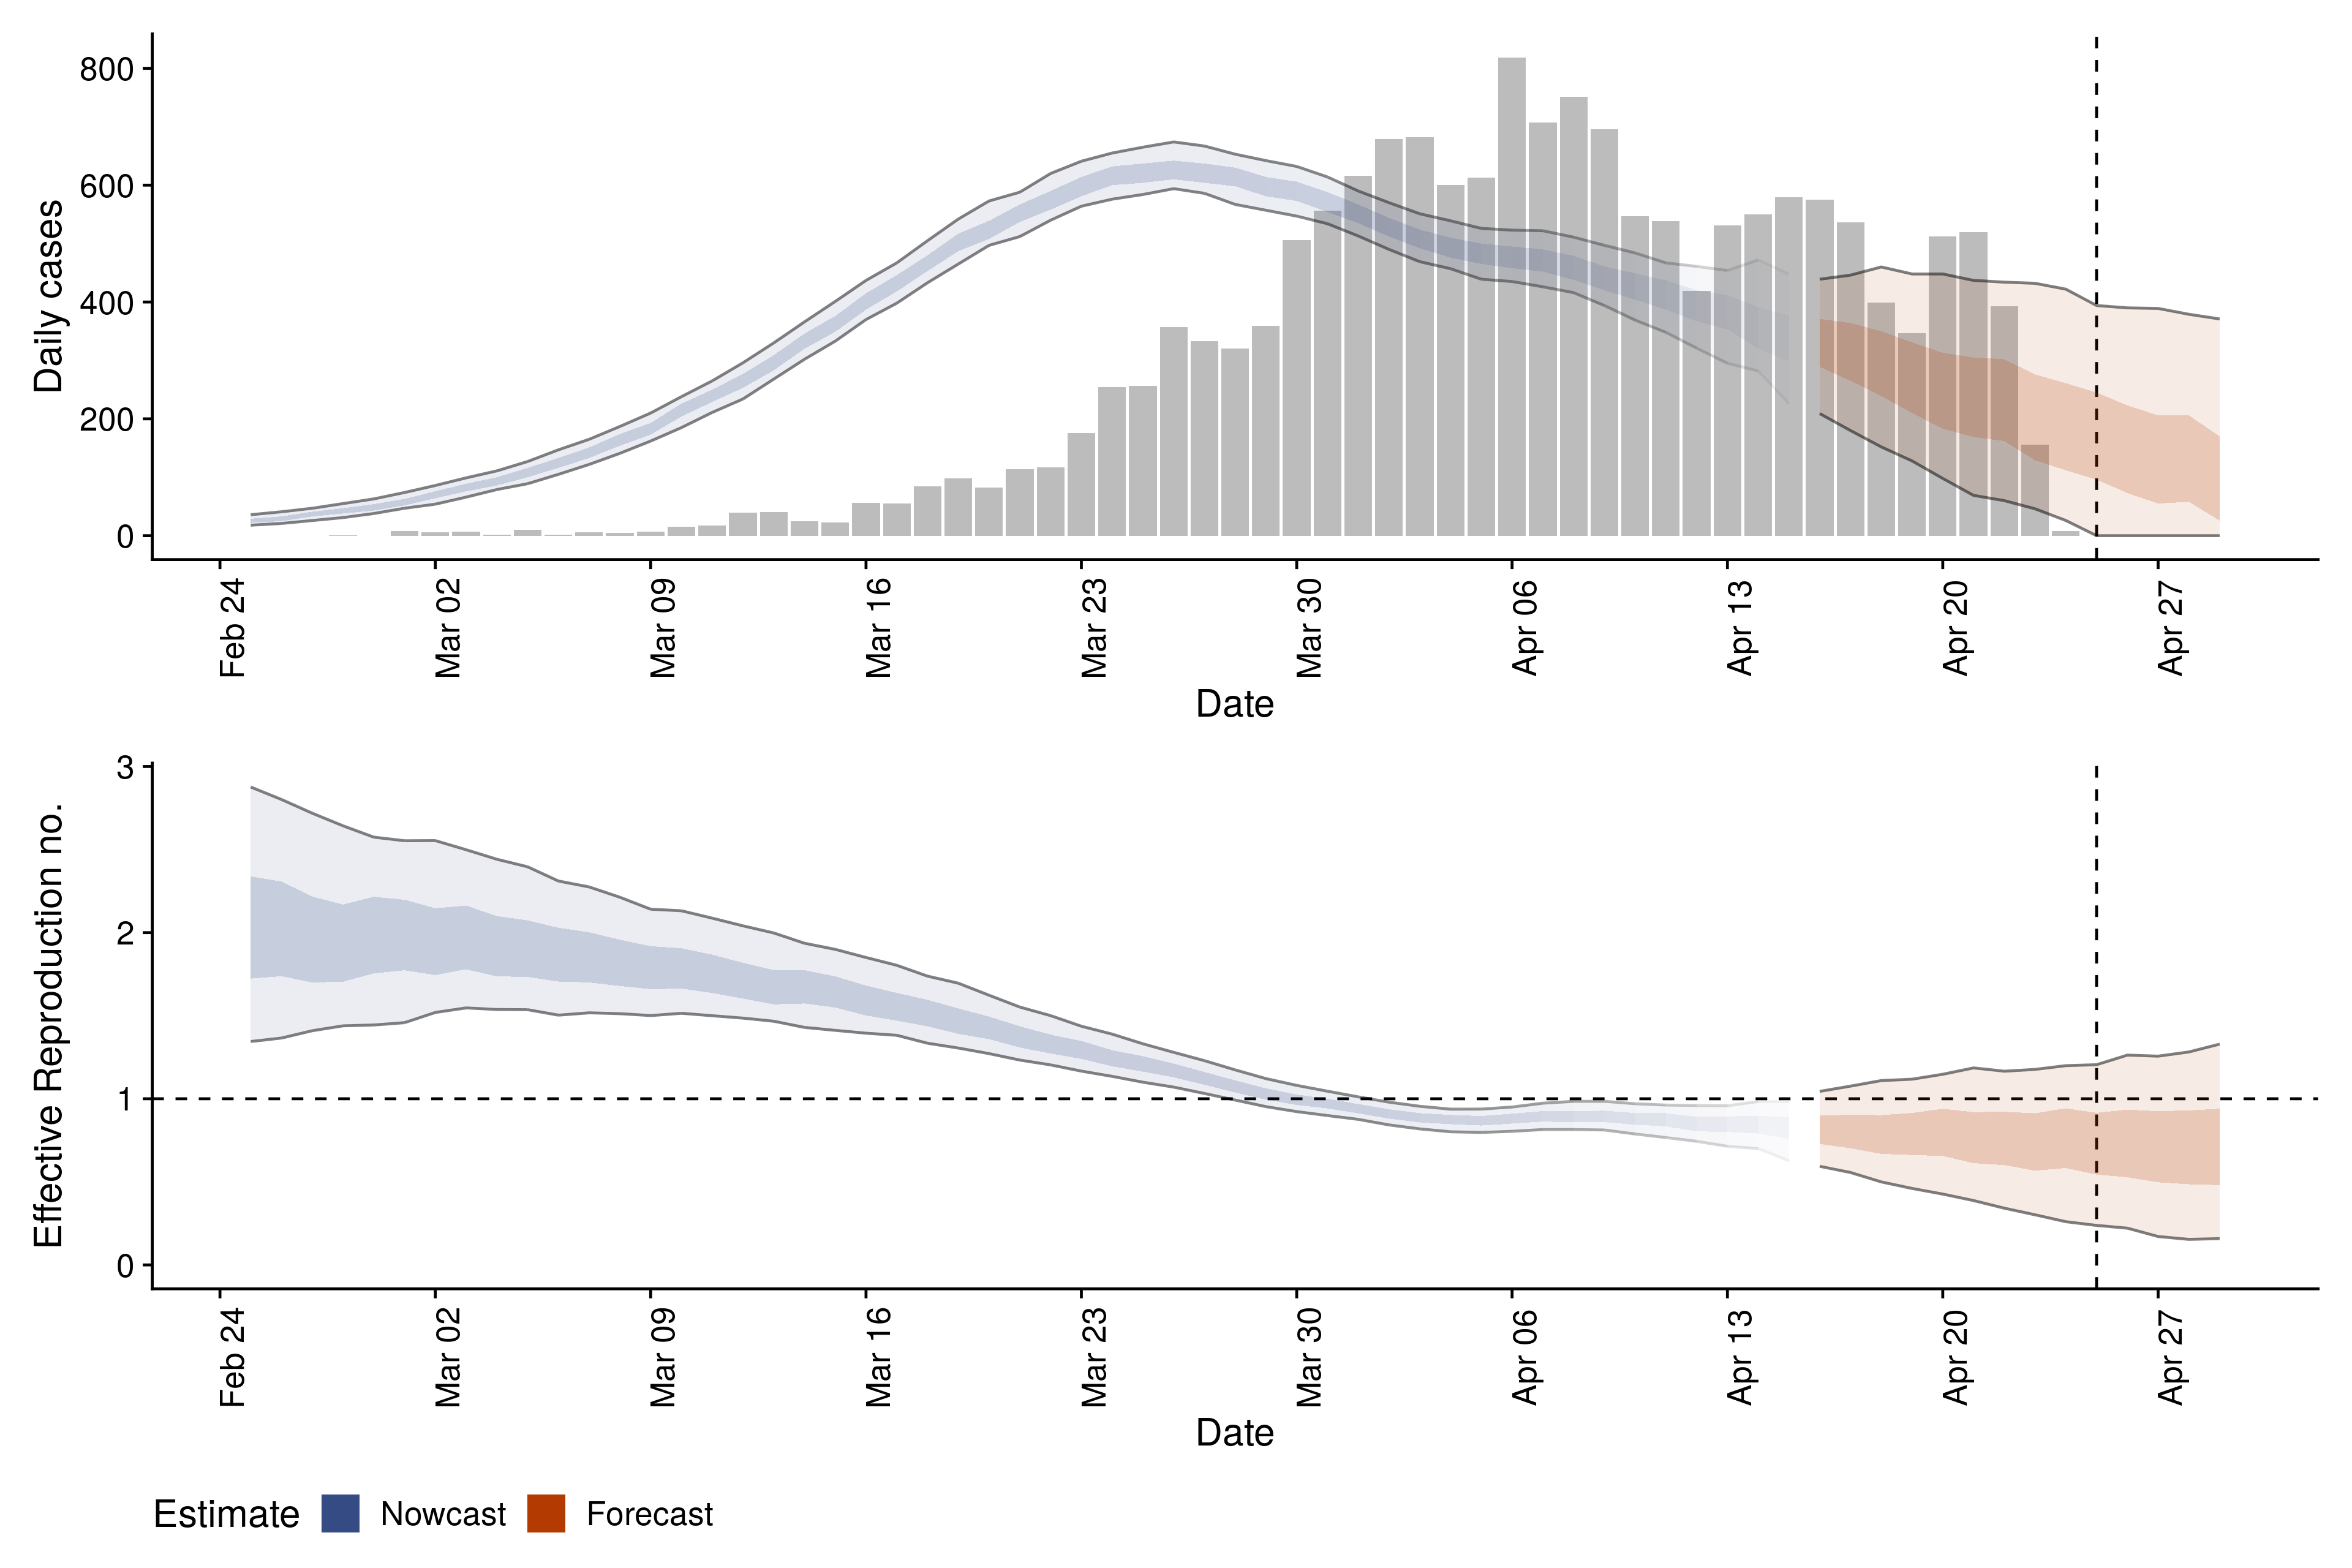 800
600
400
200
0
Daily cases
Feb 24
Mar 02
Mar 09
Mar 16
Mar 23
Mar 30
Apr 06
Apr 13
Apr 20
Apr 27
Date
3
2
1
0
Effective Reproduction no.
Feb 24
Mar 02
Mar 09
Mar 16
Mar 23
Mar 30
Apr 06
Apr 13
Apr 20
Apr 27
Date
Estimate Nowcast Forecast